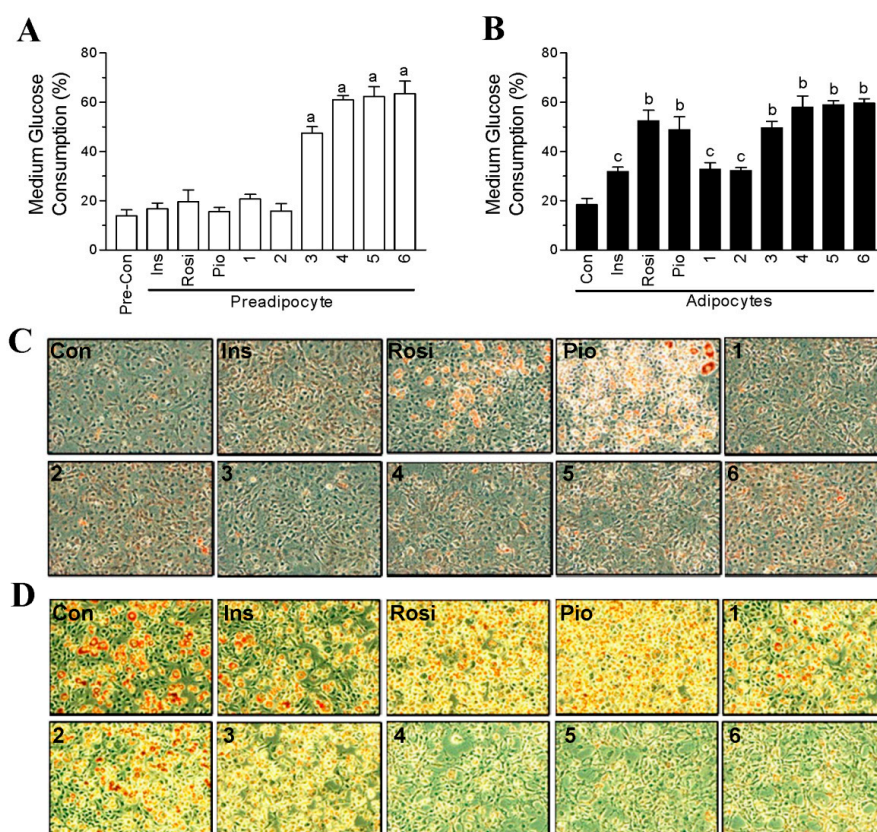 A
Medium Glucose
Consumption (%)
80
60
40
20
0
a
a
a
a
Pre-Con
Ins
Rosi
Pio
1
2
3
4
5
6
Preadipocyte
B
Medium Glucose
Consumption (%)
80
60
40
20
0
c
b
b
c
c
b
b
b
b
Con
Ins
Rosi
Pio
1
2
3
4
5
6
Adipocytes
C
Con
Ins
Rosi
Pio
1
2
3
4
5
6
D
Con
Ins
Rosi
Pio
1
2
3
4
5
6